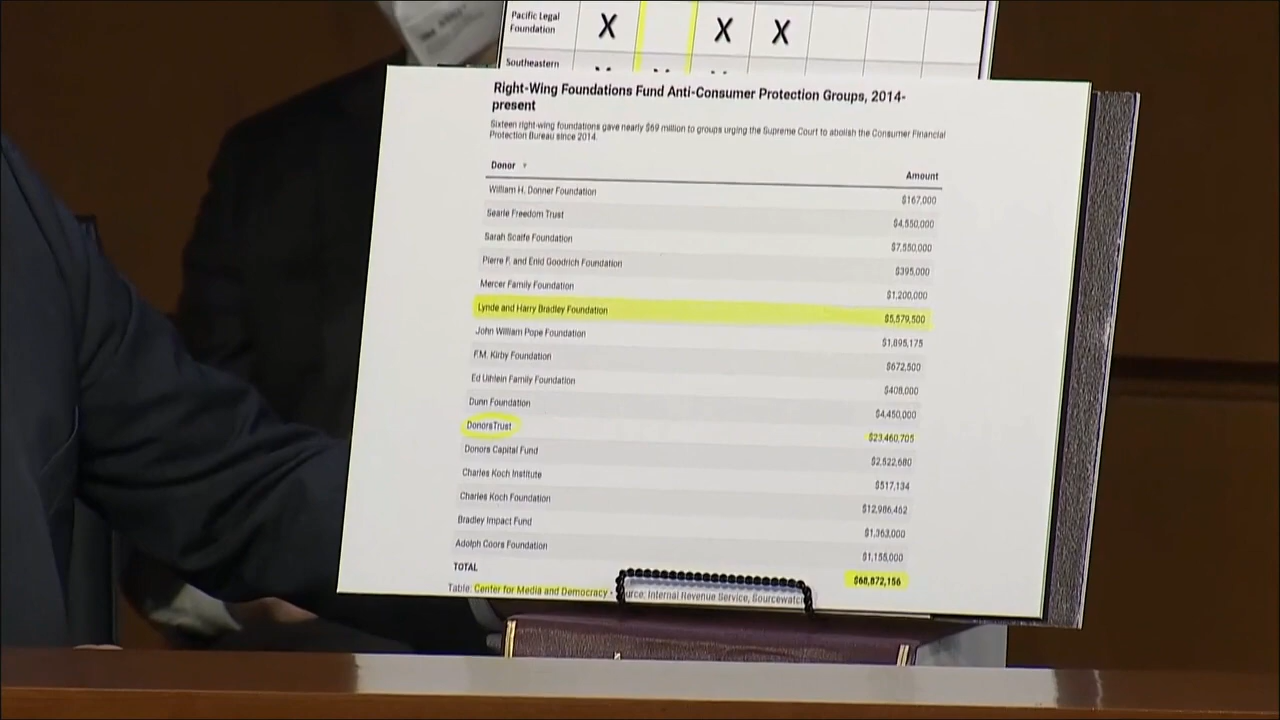 Pacific Legal
Foundation X X X
Southeastern
Right-Wing Foundations Fund Anti-Consumer Protection Groups, 2014-
present
Sixteen right-wing foundations gave nearly $69 million to groups urging the Supreme Court to abolish the Consumer Financial
Protection Bureau since 2014.
Donor ▼ Amount
William H. Donner Foundation $167,000
Searle Freedom Trust $4,550,000
Sarah Scaife Foundation $7,550,000
Pierre F. and Enid Goodrich Foundation $395,000
Mercer Family Foundation $1,200,000
Lynde and Harry Bradley Foundation $5,579,500
John William Pope Foundation $1,895,175
F.M. Kirby Foundation $672,500
Ed Uihlein Family Foundation $408,000
Dunn Foundation $4,450,000
DonorsTrust $23,460,705
Donors Capital Fund $2,522,680
Charles Koch Institute $517,134
Charles Koch Foundation $12,986,462
Bradley Impact Fund $1,363,000
Adolph Coors Foundation $1,155,000
TOTAL $68,872,156
Table: Center for Media and Democracy • urce: Internal Revenue Service, Sourcewatch